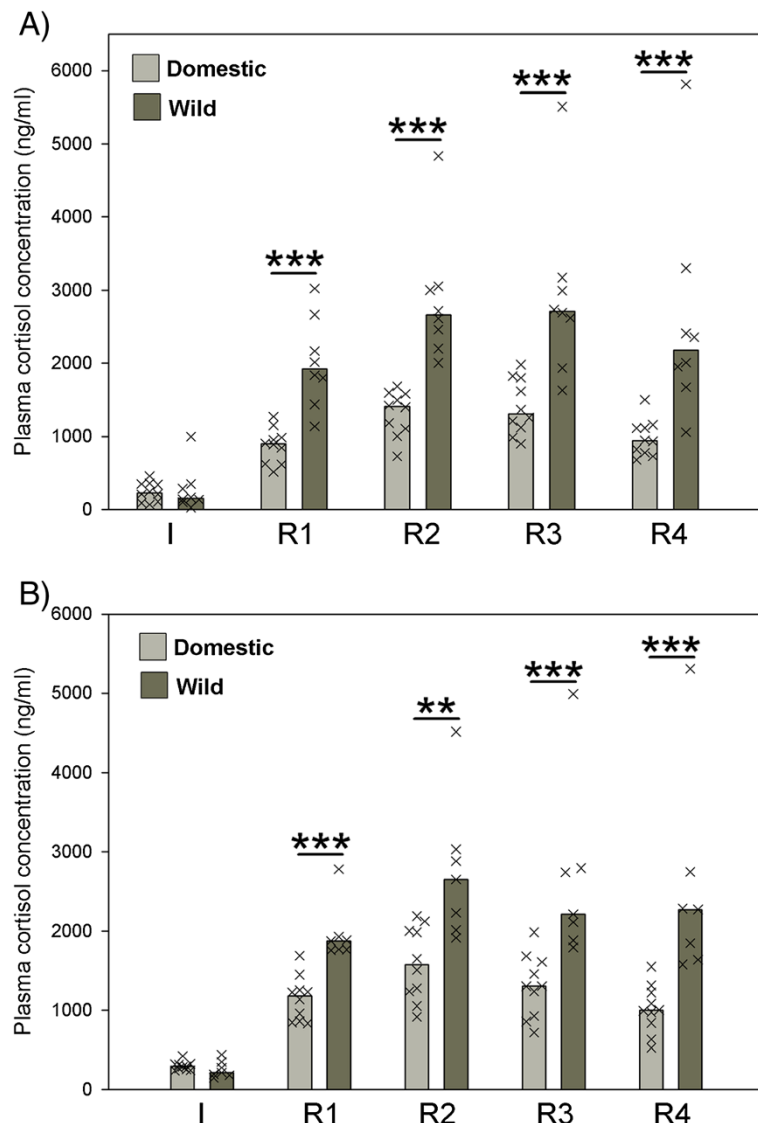 A)
Plasma cortisol concentration (ng/ml)
6000
5000
4000
3000
2000
1000
0
Domestic
Wild
***
***
***
***
I R1 R2 R3 R4
B)
Plasma cortisol concentration (ng/ml)
6000
5000
4000
3000
2000
1000
0
Domestic
Wild
***
**
***
***
I R1 R2 R3 R4